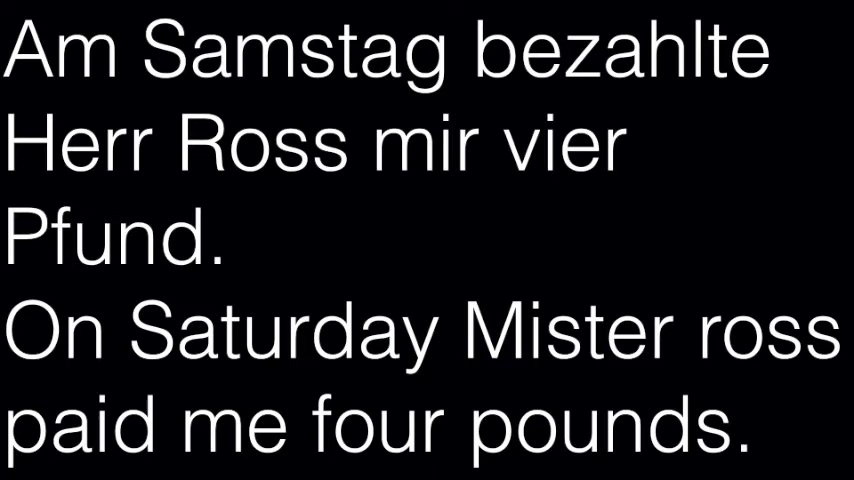 Am Samstag bezahlte
Herr Ross mir vier
Pfund.
On Saturday Mister ross
paid me four pounds.